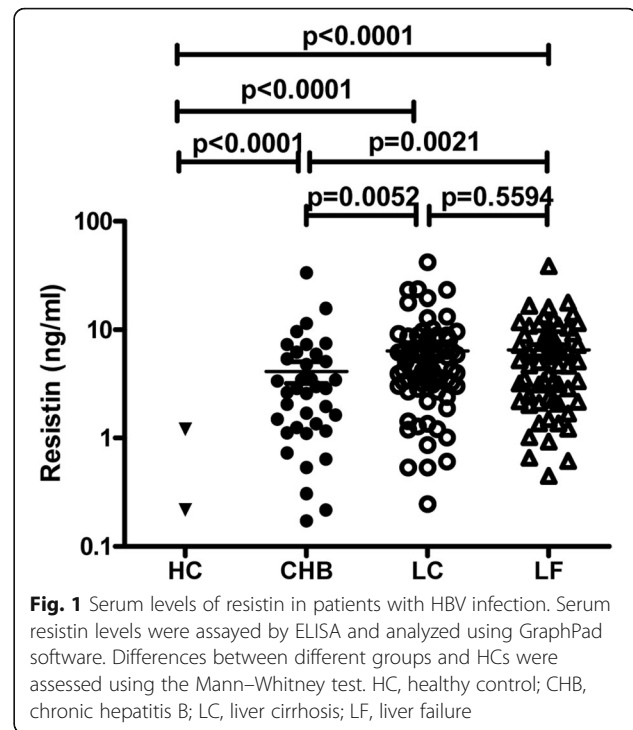 p<0.0001
p<0.0001
p<0.0001 p=0.0021
p=0.0052 p=0.5594
100
10
1
0.1
Resistin (ng/ml)
HC CHB LC LF
Fig. 1 Serum levels of resistin in patients with HBV infection. Serum
resistin levels were assayed by ELISA and analyzed using GraphPad
software. Differences between different groups and HCs were
assessed using the Mann–Whitney test. HC, healthy control; CHB,
chronic hepatitis B; LC, liver cirrhosis; LF, liver failure